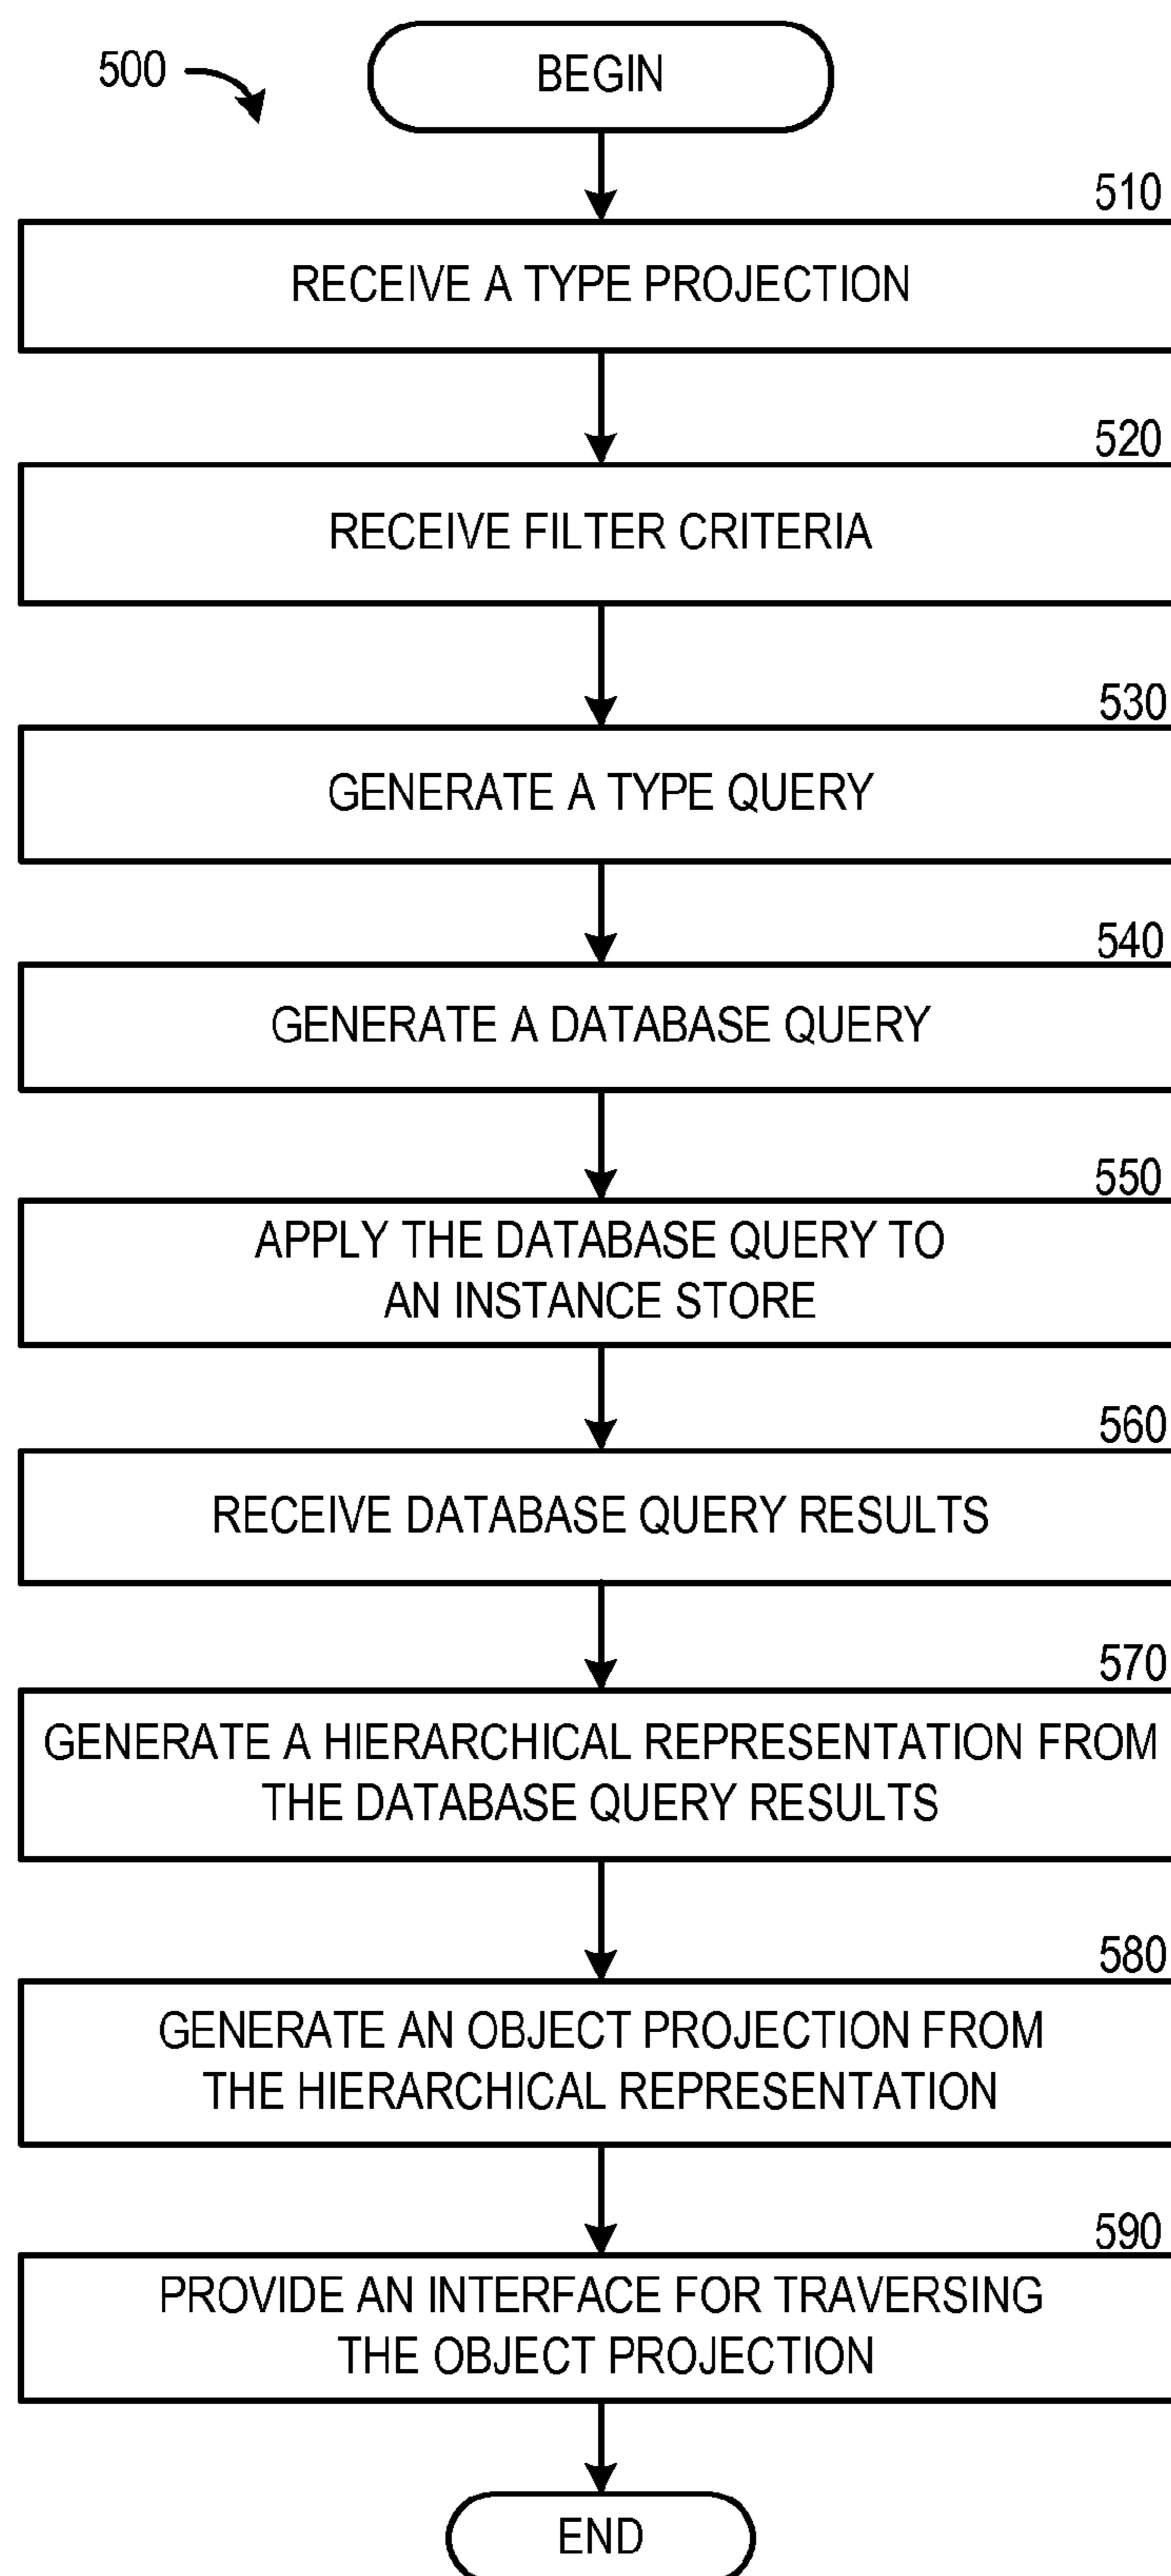 500
BEGIN
510
RECEIVE A TYPE PROJECTION
520
RECEIVE FILTER CRITERIA
530
GENERATE A TYPE QUERY
540
GENERATE A DATABASE QUERY
550
APPLY THE DATABASE QUERY TO
AN INSTANCE STORE
560
RECEIVE DATABASE QUERY RESULTS
570
GENERATE A HIERARCHICAL REPRESENTATION FROM
THE DATABASE QUERY RESULTS
580
GENERATE AN OBJECT PROJECTION FROM
THE HIERARCHICAL REPRESENTATION
590
PROVIDE AN INTERFACE FOR TRAVERSING
THE OBJECT PROJECTION
END